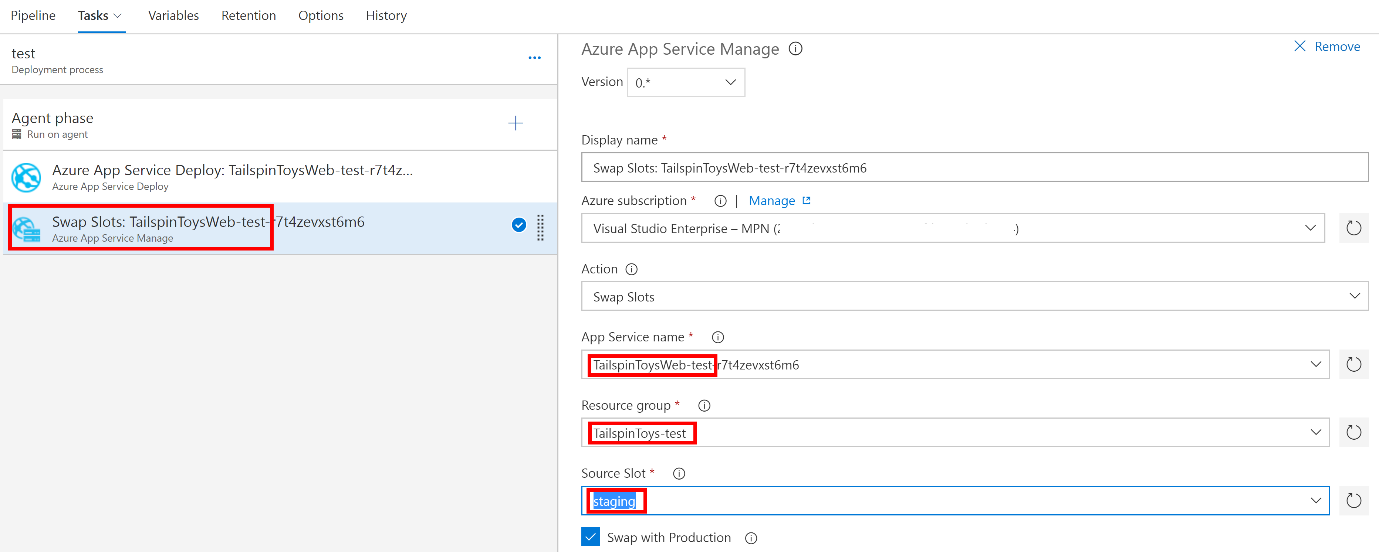 Pipeline Tasks Variables Retention Options History
test
Deployment process
Agent phase
Run on agent
Azure App Service Deploy: TailspinToysWeb-test-r7t4z...
Azure App Service Deploy
Swap Slots: TailspinToysWeb-test-r7t4zevxst6m6
Azure App Service Manage
Azure App Service Manage
Remove
Version 0.*
Display name *
Swap Slots: TailspinToysWeb-test-r7t4zevxst6m6
Azure subscription * | Manage
Visual Studio Enterprise – MPN (
Action
Swap Slots
App Service name *
TailspinToysWeb-test-r7t4zevxst6m6
Resource group *
TailspinToys-test
Source Slot *
staging
Swap with Production